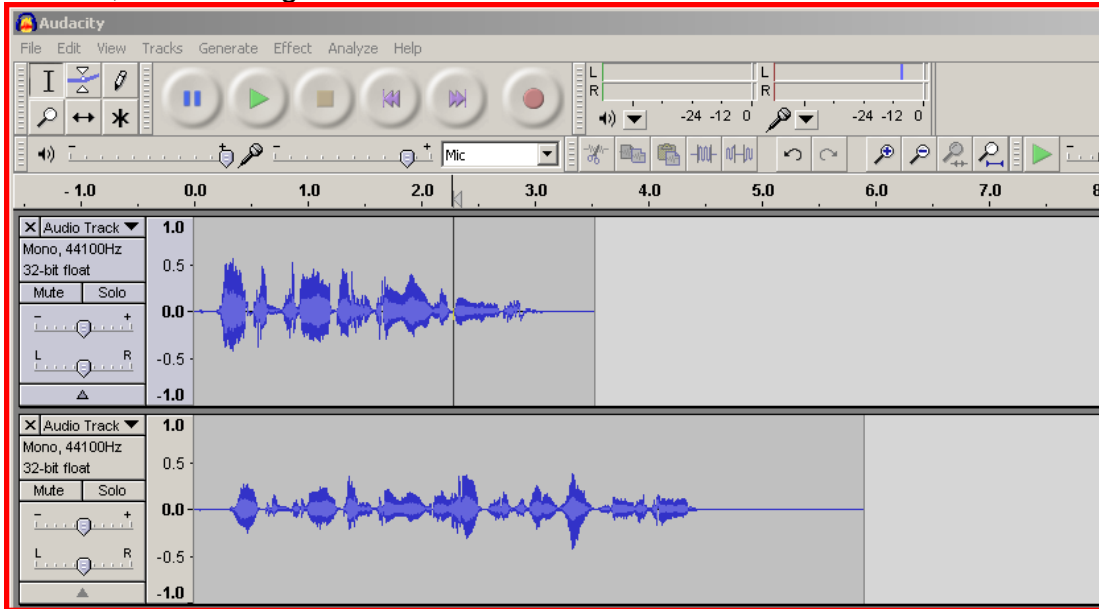 Audacity
File Edit View Tracks Generate Effect Analyze Help
L
R
-24 -12 0
L
R
-24 -12 0
- + - + Mic
- 1.0 0.0 1.0 2.0 3.0 4.0 5.0 6.0 7.0 8
X Audio Track
Mono, 44100Hz
32-bit float
Mute Solo
- +
L R
1.0
0.5
0.0
-0.5
-1.0
X Audio Track
Mono, 44100Hz
32-bit float
Mute Solo
- +
L R
1.0
0.5
0.0
-0.5
-1.0